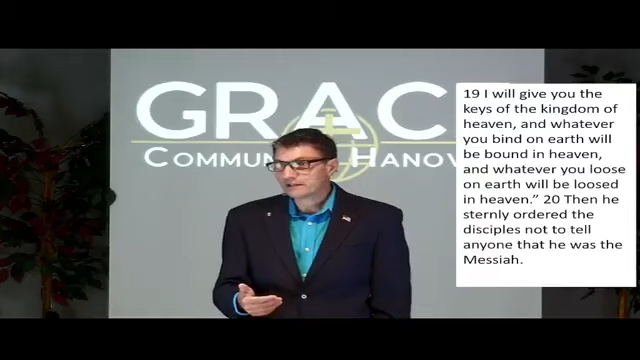 GRAC
COMMUN HANOV
19 I will give you the
keys of the kingdom of
heaven, and whatever
you bind on earth will
be bound in heaven,
and whatever you loose
on earth will be loosed
in heaven.” 20 Then he
sternly ordered the
disciples not to tell
anyone that he was the
Messiah.